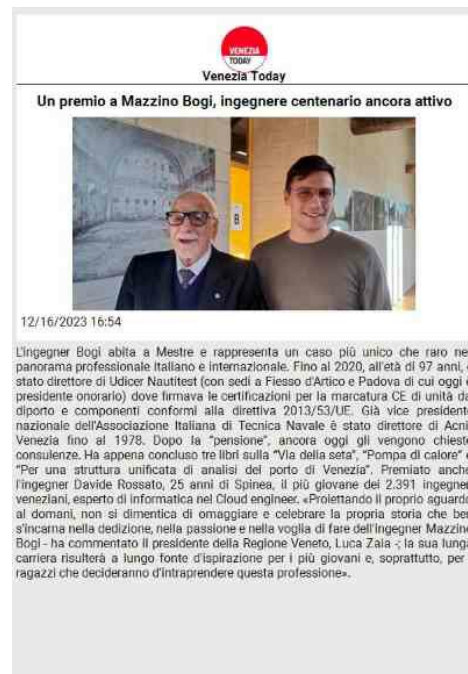 VENEZIA
TODAY
Venezia Today
Un premio a Mazzino Bogi, ingegnere centenario ancora attivo
12/16/2023 16:54
L'ingegner Bogi abita a Mestre e rappresenta un caso più unico che raro ne
panorama professionale italiano e internazionale. Fino al 2020, all'età di 97 anni,
stato direttore di Udicer Nautitest (con sedi a Fiesso d'Artico e Padova di cui oggi
presidente onorario) dove firmava le certificazioni per la marcatura CE di unità da
diporto e componenti conformi alla direttiva 2013/53/UE. Già vice president
nazionale dell'Associazione Italiana di Tecnica Navale è stato direttore di Acni
Venezia fino al 1978. Dopo la "pensione", ancora oggi gli vengono chiest
consulenze. Ha appena concluso tre libri sulla "Via della seta", "Pompa di calore"
"Per una struttura unificata di analisi del porto di Venezia". Premiato anche
l'ingegner Davide Rossato, 25 anni di Spinea, il più giovane dei 2.391 ingegner
veneziani, esperto di informatica nel Cloud engineer. «Proiettando il proprio sguardo
al domani, non si dimentica di omaggiare e celebrare la propria storia che ben
s'incarna nella dedizione, nella passione e nella voglia di fare dell'ingegner Mazzino
Bogi - ha commentato il presidente della Regione Veneto, Luca Zaia -; la sua lunga
carriera risulterà a lungo fonte d'ispirazione per i più giovani e, soprattutto, per
ragazzi che decideranno d'intraprendere questa professione».